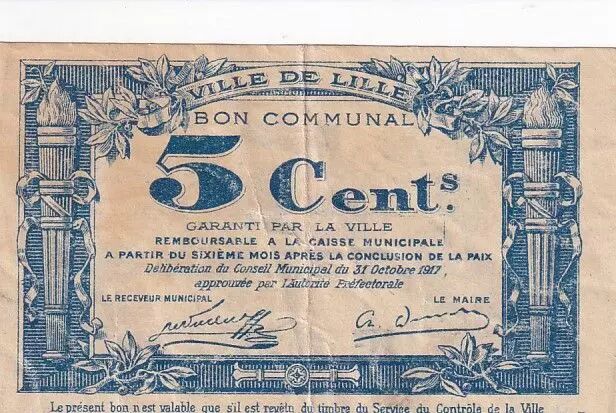 VILLE DE LILLE
BON COMMUNAL
5 Cent.s
GARANTI PAR LA VILLE
REMBOURSABLE A LA CAISSE MUNICIPALE
A PARTIR DU SIXIÈME MOIS APRÈS LA CONCLUSION DE LA PAIX
Délibération du Conseil Municipal du 31 Octobre 1917,
approuvée par l'Autorité Préfectorale
LE RECEVEUR MUNICIPAL LE MAIRE
Le présent bon n'est valable que s'il est revêtu du timbre du Service du Contrôle de la Ville